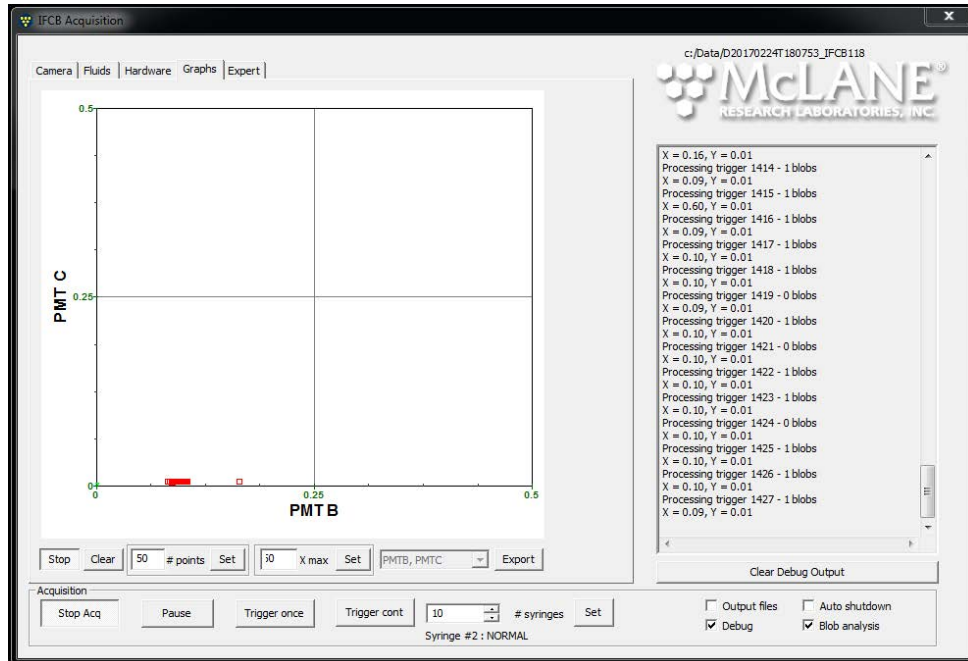 IFCB Acquisition
x
c:/Data/D20170224T180753_IFCB118
McLANE®
RESEARCH LABORATORIES, INC.
Camera Fluids Hardware Graphs Expert
0.5
PMT C
0.25
0
0 0.25 0.5
PMT B
X = 0.16, Y = 0.01
Processing trigger 1414 - 1 blobs
X = 0.09, Y = 0.01
Processing trigger 1415 - 1 blobs
X = 0.60, Y = 0.01
Processing trigger 1416 - 1 blobs
X = 0.09, Y = 0.01
Processing trigger 1417 - 1 blobs
X = 0.10, Y = 0.01
Processing trigger 1418 - 1 blobs
X = 0.10, Y = 0.01
Processing trigger 1419 - 0 blobs
X = 0.09, Y = 0.01
Processing trigger 1420 - 1 blobs
X = 0.10, Y = 0.01
Processing trigger 1421 - 0 blobs
X = 0.10, Y = 0.01
Processing trigger 1422 - 1 blobs
X = 0.10, Y = 0.01
Processing trigger 1423 - 1 blobs
X = 0.10, Y = 0.01
Processing trigger 1424 - 0 blobs
X = 0.10, Y = 0.01
Processing trigger 1425 - 1 blobs
X = 0.10, Y = 0.01
Processing trigger 1426 - 1 blobs
X = 0.10, Y = 0.01
Processing trigger 1427 - 1 blobs
X = 0.09, Y = 0.01
Stop Clear 50 # points Set X max Set PMTB, PMTC Export
Clear Debug Output
Acquisition
Stop Acq Pause Trigger once Trigger cont 10 # syringes Set
Syringe #2 : NORMAL
Output files Auto shutdown
Debug Blob analysis